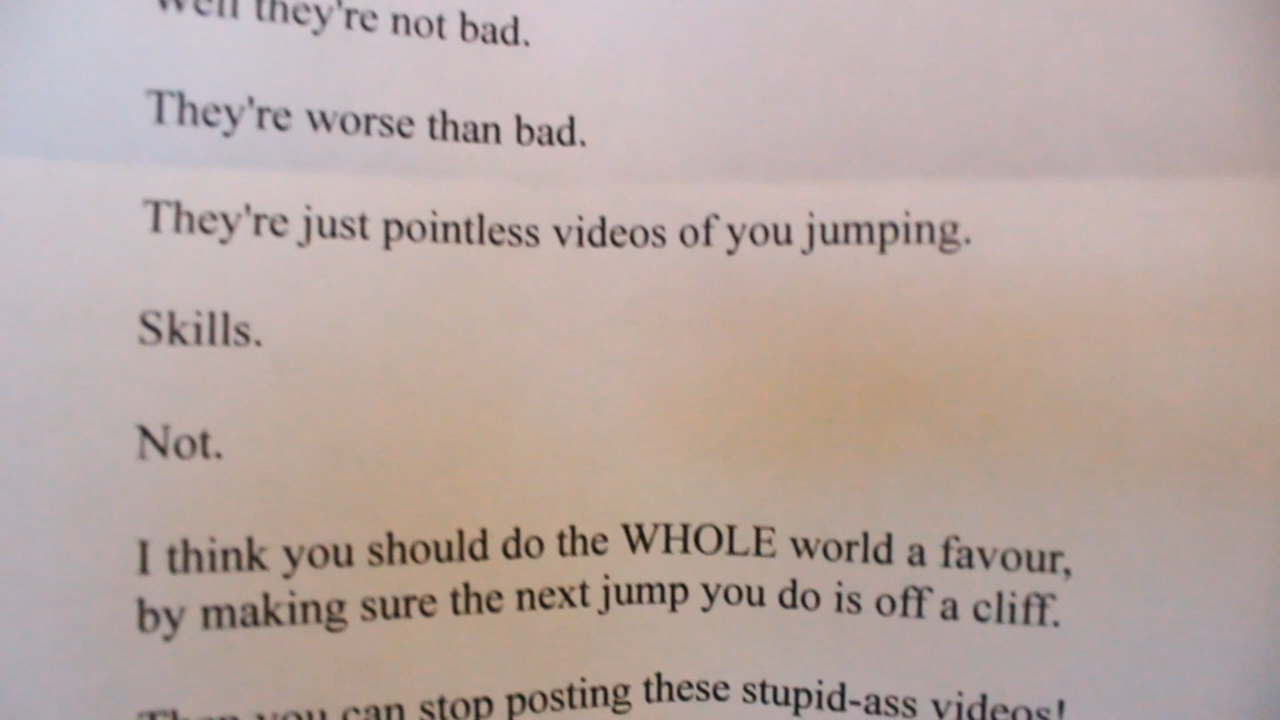 Well they're not bad.
They're worse than bad.
They're just pointless videos of you jumping.
Skills.
Not.
I think you should do the WHOLE world a favour,
by making sure the next jump you do is off a cliff.
Then you can stop posting these stupid-ass videos!